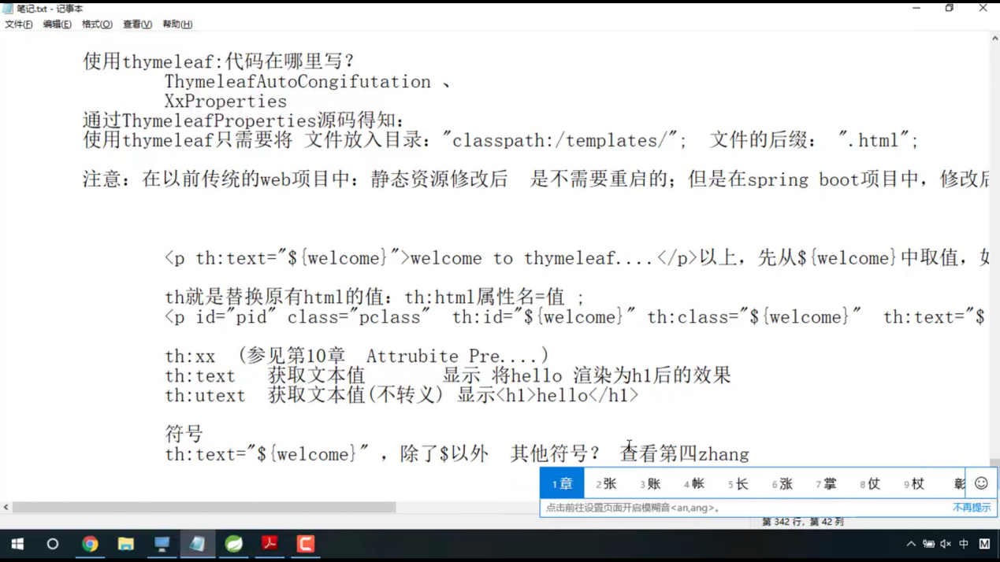 笔记.txt - 记事本
文件(F) 编辑(E) 格式(O) 查看(V) 帮助(H)
使用thymeleaf:代码在哪里写？
ThymeleafAutoCongifutation 、
XxProperties
通过ThymeleafProperties源码得知：
使用thymeleaf只需要将 文件放入目录："classpath:/templates/"; 文件的后缀： ".html";
注意：在以前传统的web项目中：静态资源修改后 是不需要重启的；但是在spring boot项目中，修改后
<p th:text="${welcome}">welcome to thymeleaf....</p>以上，先从${welcome}中取值，如
th就是替换原有html的值：th:html属性名=值 ;
<p id="pid" class="pclass" th:id="${welcome}" th:class="${welcome}" th:text="$
th:xx (参见第10章 Attrubite Pre....)
th:text 获取文本值 显示 将hello 渲染为h1后的效果
th:utext 获取文本值(不转义) 显示<h1>hello</h1>
符号
th:text="${welcome}" ，除了$以外 其他符号？ 查看第四zhang
1章 2张 3账 4帐 5长 6涨 7掌 8仗 9杖 彰
点击前往设置页面开启模糊音<an,ang>。 不再提示
第 342 行，第 42 列
中 M